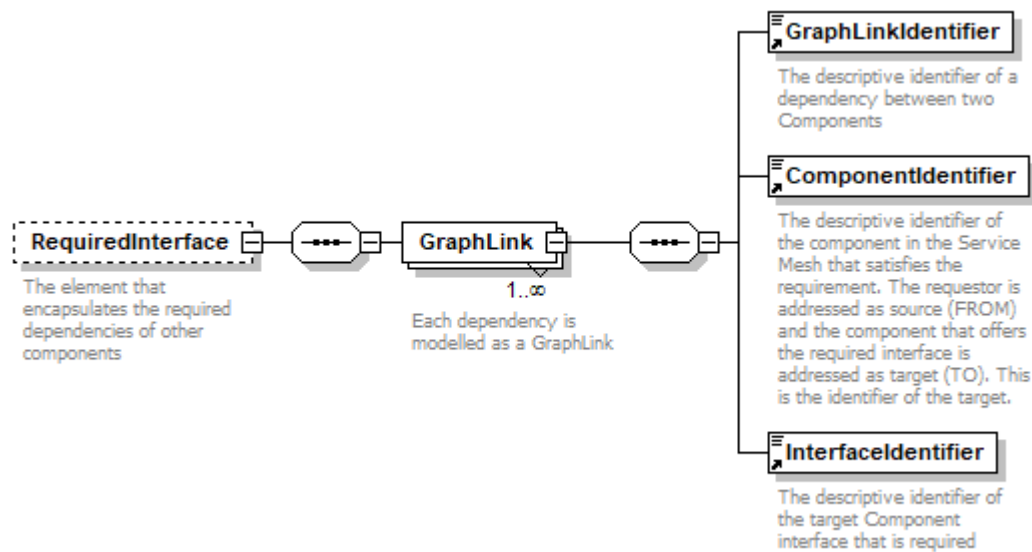 GraphLinkIdentifier
The descriptive identifier of a
dependency between two
Components
ComponentIdentifier
The descriptive identifier of
the component in the Service
Mesh that satisfies the
requirement. The requestor is
addressed as source (FROM)
and the component that offers
the required interface is
addressed as target (TO). This
is the identifier of the target.
RequiredInterface
The element that
encapsulates the required
dependencies of other
components
GraphLink
1..∞
Each dependency is
modelled as a GraphLink
InterfaceIdentifier
The descriptive identifier of
the target Component
interface that is required